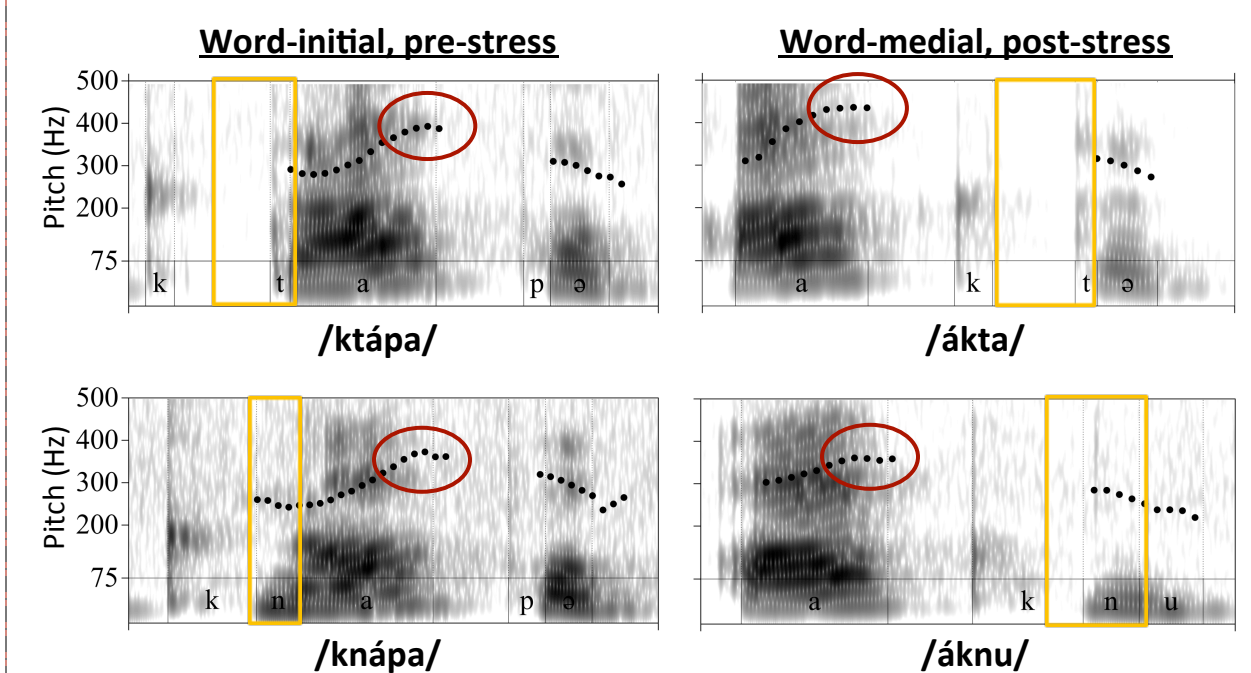 Word-initial, pre-stress
Word-medial, post-stress
Pitch (Hz)
500
400
300
200
75
k t a p ə
a k t ə
/ktápa/
/ákta/
Pitch (Hz)
500
400
300
200
75
k n a p ə
a k n u
/knápa/
/áknu/